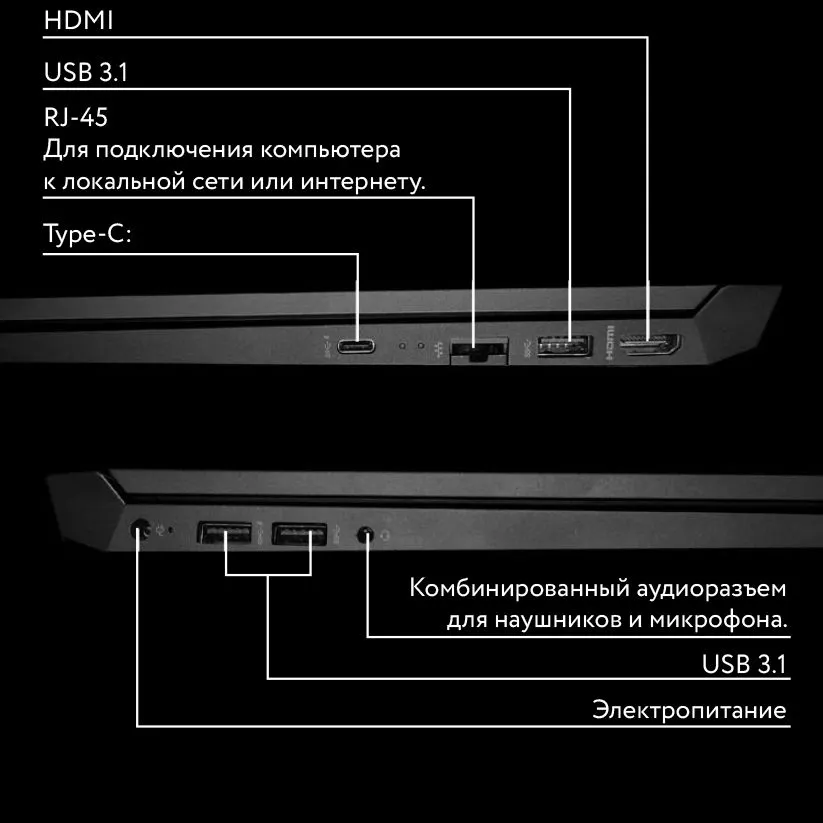 HDMI
USB 3.1
RJ-45
Для подключения компьютера
к локальной сети или интернету.
Type-C:
HDMI
Комбинированный аудиоразъем
для наушников и микрофона.
USB 3.1
Электропитание